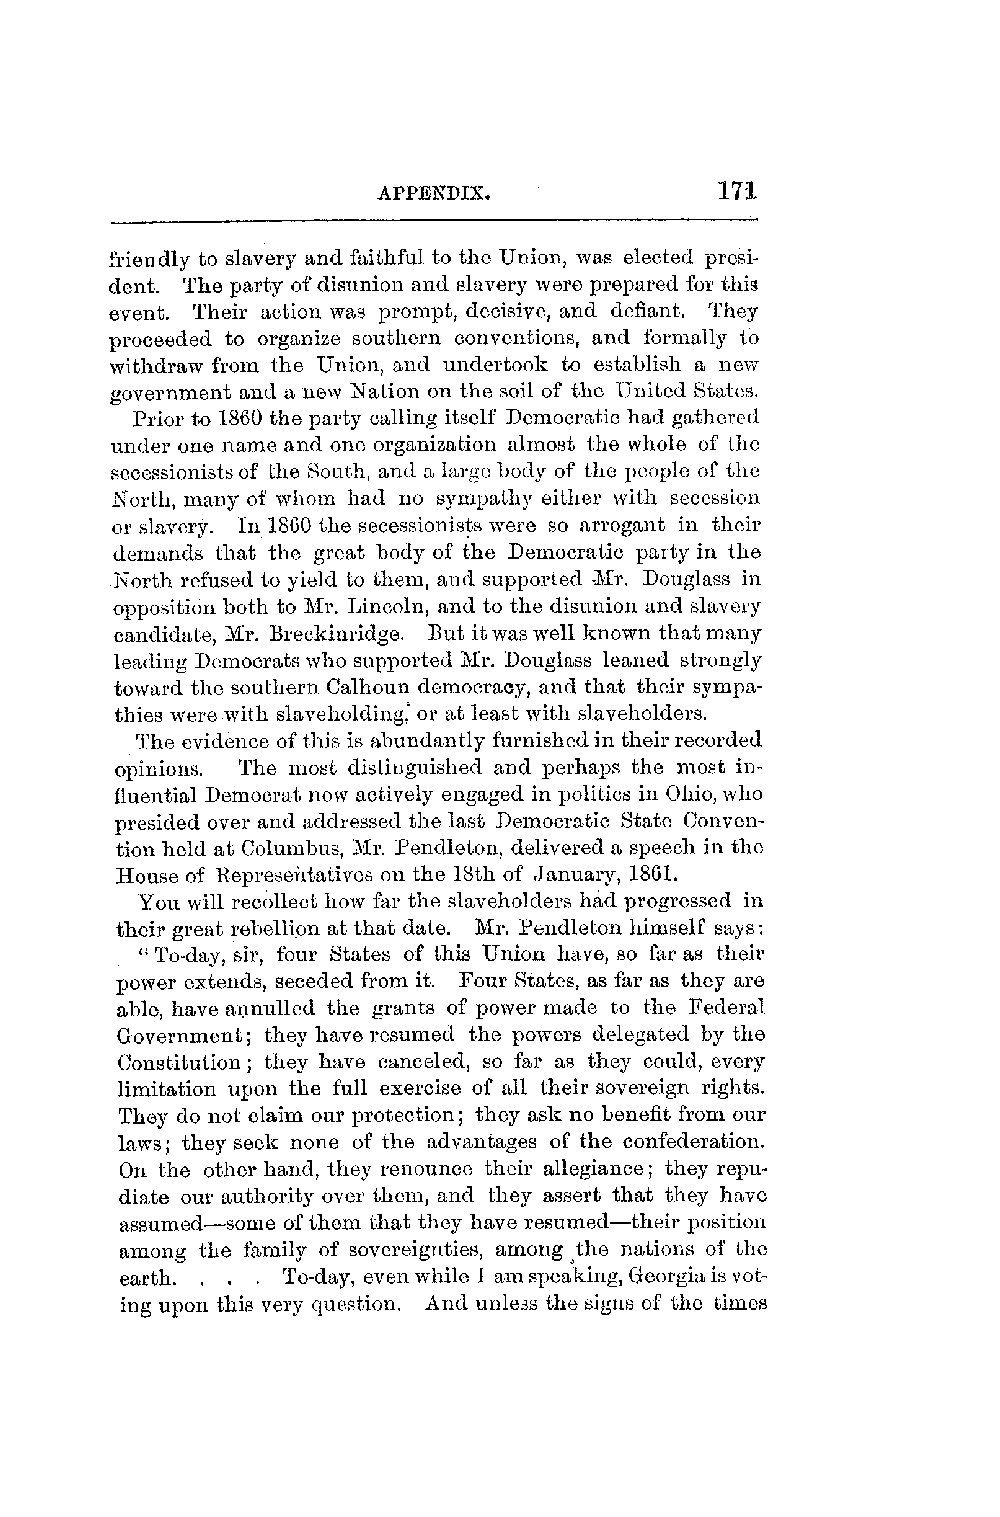 APPENDIX. 171
friendly to slavery and faithful to the Union, was elected presi-
dent. The party of disunion and slavery were prepared for this
event. Their action was prompt, decisive, and defiant. They
proceeded to organize southern conventions, and formally to
withdraw from the Union, and undertook to establish a new
government and a new Nation on the soil of the United States.
Prior to 1860 the party calling itself Democratic had gathered
under one name and one organization almost the whole of the
secessionists of the South, and a large body of the people of the
North, many of whom had no sympathy either with secession
or slavery. In 1860 the secessionists were so arrogant in their
demands that the great body of the Democratic party in the
North refused to yield to them, and supported Mr. Douglass in
opposition both to Mr. Lincoln, and to the disunion and slavery
candidate, Mr. Breckinridge. But it was well known that many
leading Democrats who supported Mr. Douglass leaned strongly
toward the southern Calhoun democracy, and that their sympa-
thies were with slaveholding, or at least with slaveholders.
The evidence of this is abundantly furnished in their recorded
opinions. The most distinguished and perhaps the most in-
fluential Democrat now actively engaged in politics in Ohio, who
presided over and addressed the last Democratic State Conven-
tion held at Columbus, Mr. Pendleton, delivered a speech in the
House of Representatives on the 18th of January, 1861.
You will recollect how far the slaveholders had progressed in
their great rebellion at that date. Mr. Pendleton himself says:
"To-day, sir, four States of this Union have, so far as their
power extends, seceded from it. Four States, as far as they are
able, have annulled the grants of power made to the Federal
Government; they have resumed the powers delegated by the
Constitution; they have canceled, so far as they could, every
limitation upon the full exercise of all their sovereign rights.
They do not claim our protection; they ask no benefit from our
laws; they seek none of the advantages of the confederation.
On the other hand, they renounce their allegiance; they repu-
diate our authority over them, and they assert that they have
assumed—some of them that they have resumed—their position
among the family of sovereignties, among the nations of the
earth. . . . To-day, even while I am speaking, Georgia is vot-
ing upon this very question. And unless the signs of the times